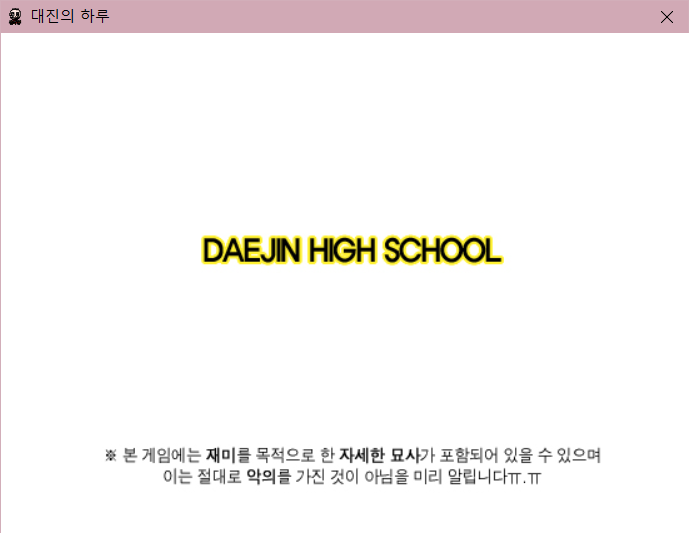 대진의 하루
DAEJIN HIGH SCHOOL
※ 본 게임에는 재미를 목적으로 한 자세한 묘사가 포함되어 있을 수 있으며
이는 절대로 악의를 가진 것이 아님을 미리 알립니다ㅠ.ㅠ